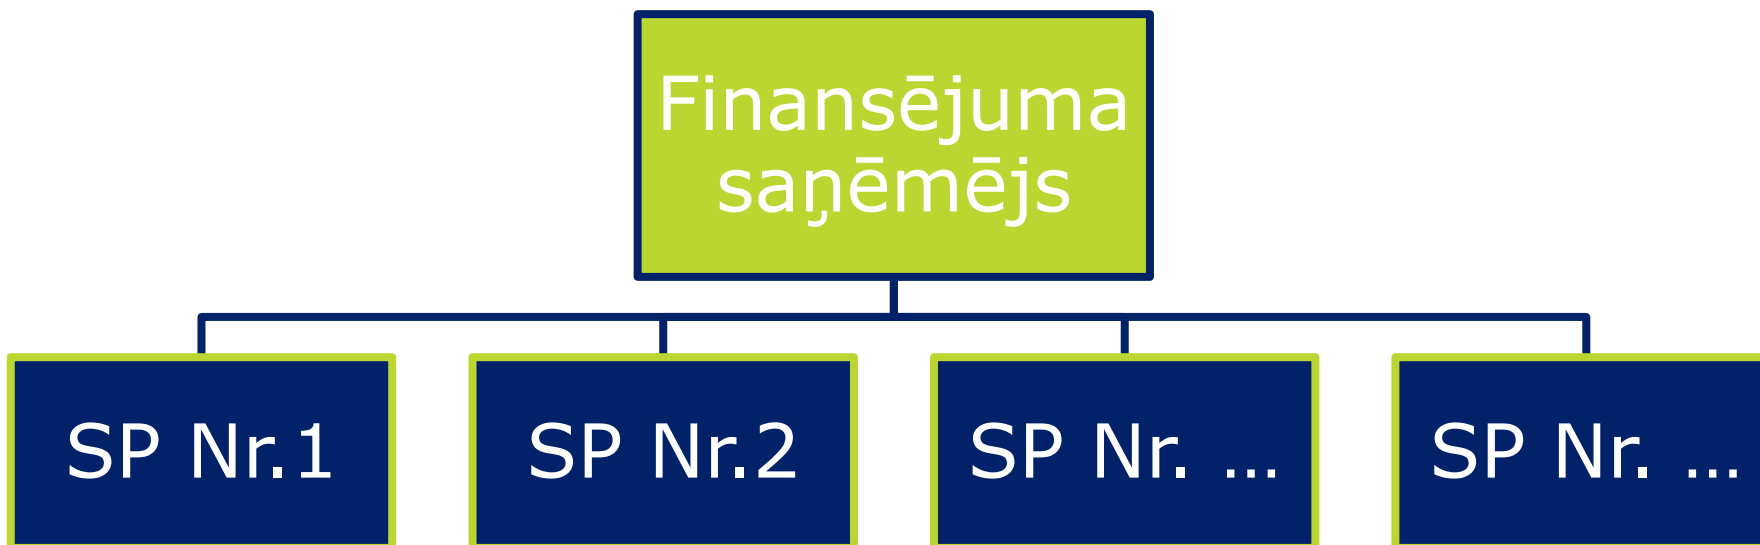 Finansējuma
saņēmējs
SP Nr.1
SP Nr.2
SP Nr. ...
SP Nr. ...